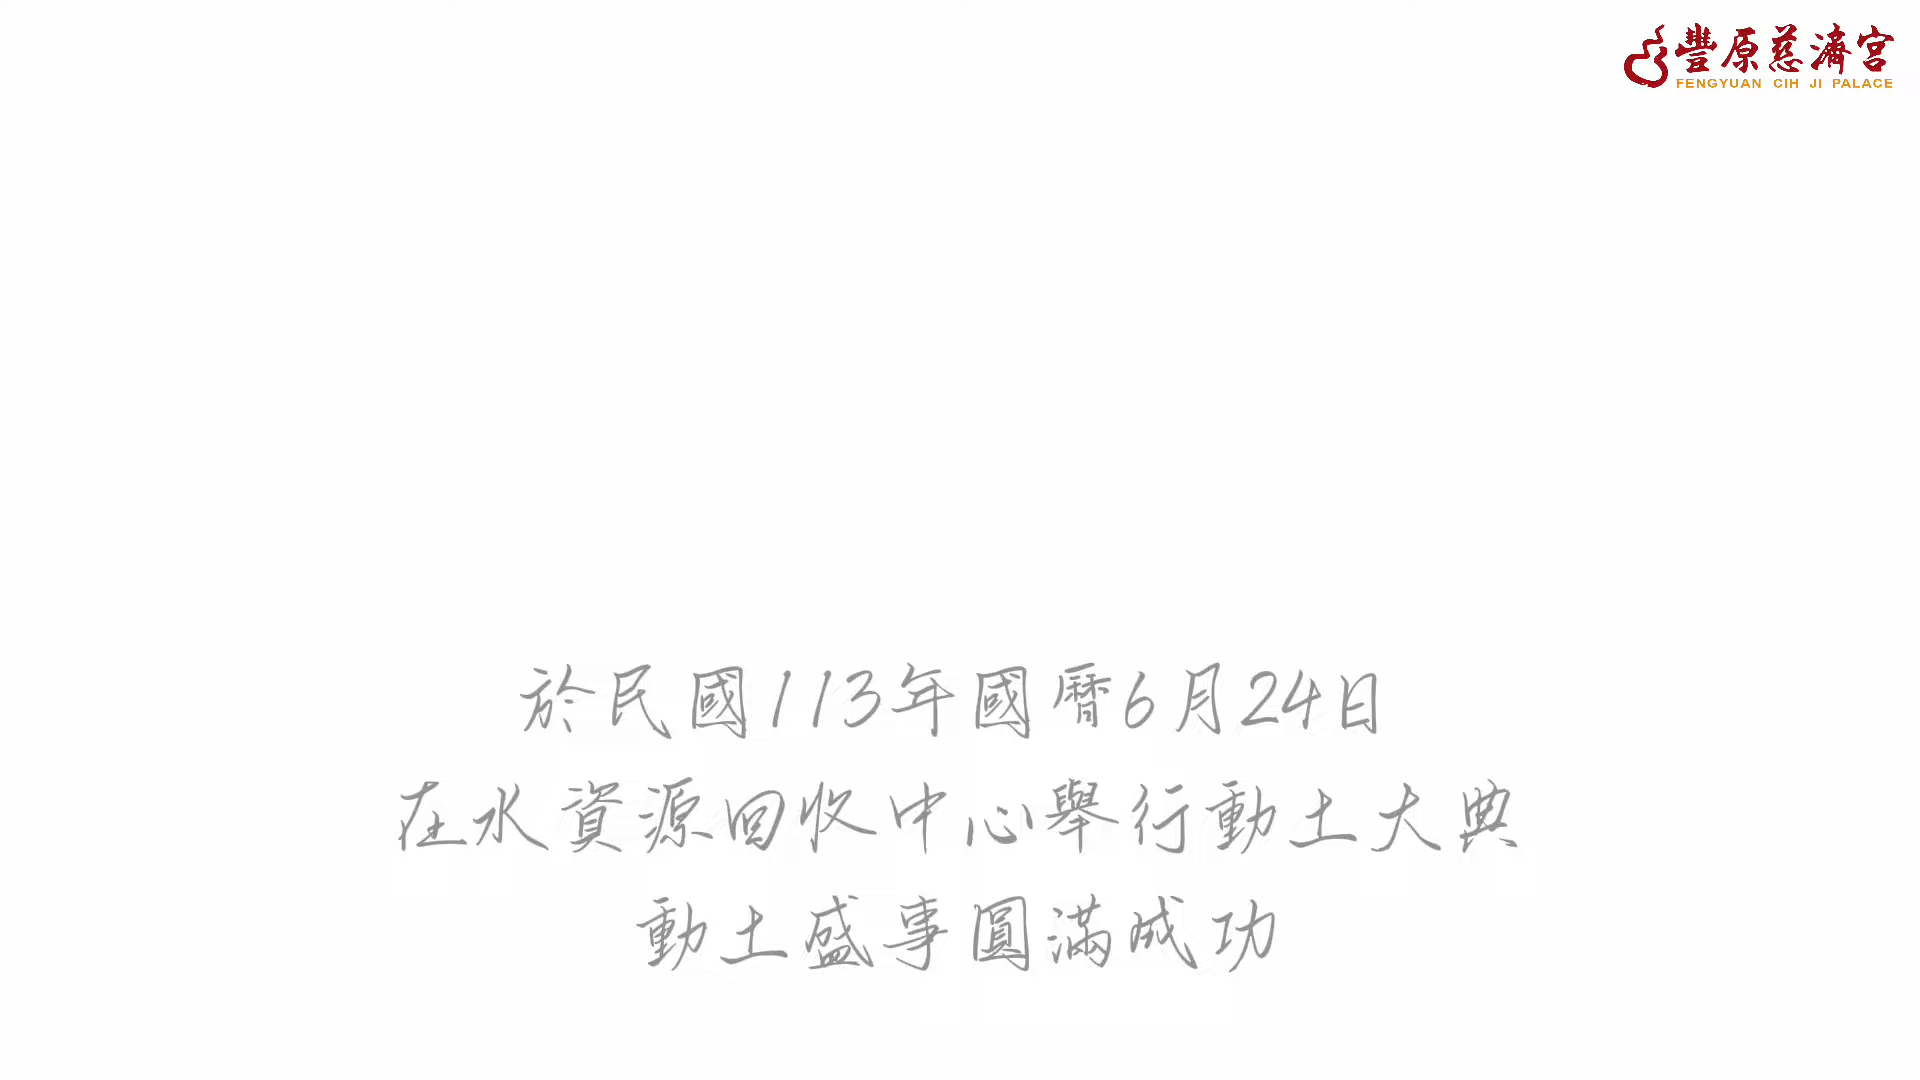 豐原慈濟宮
FENGYUAN CIH JI PALACE
於民國113年國曆6月24日
在水資源回收中心舉行動土大典
動土盛事圓滿成功